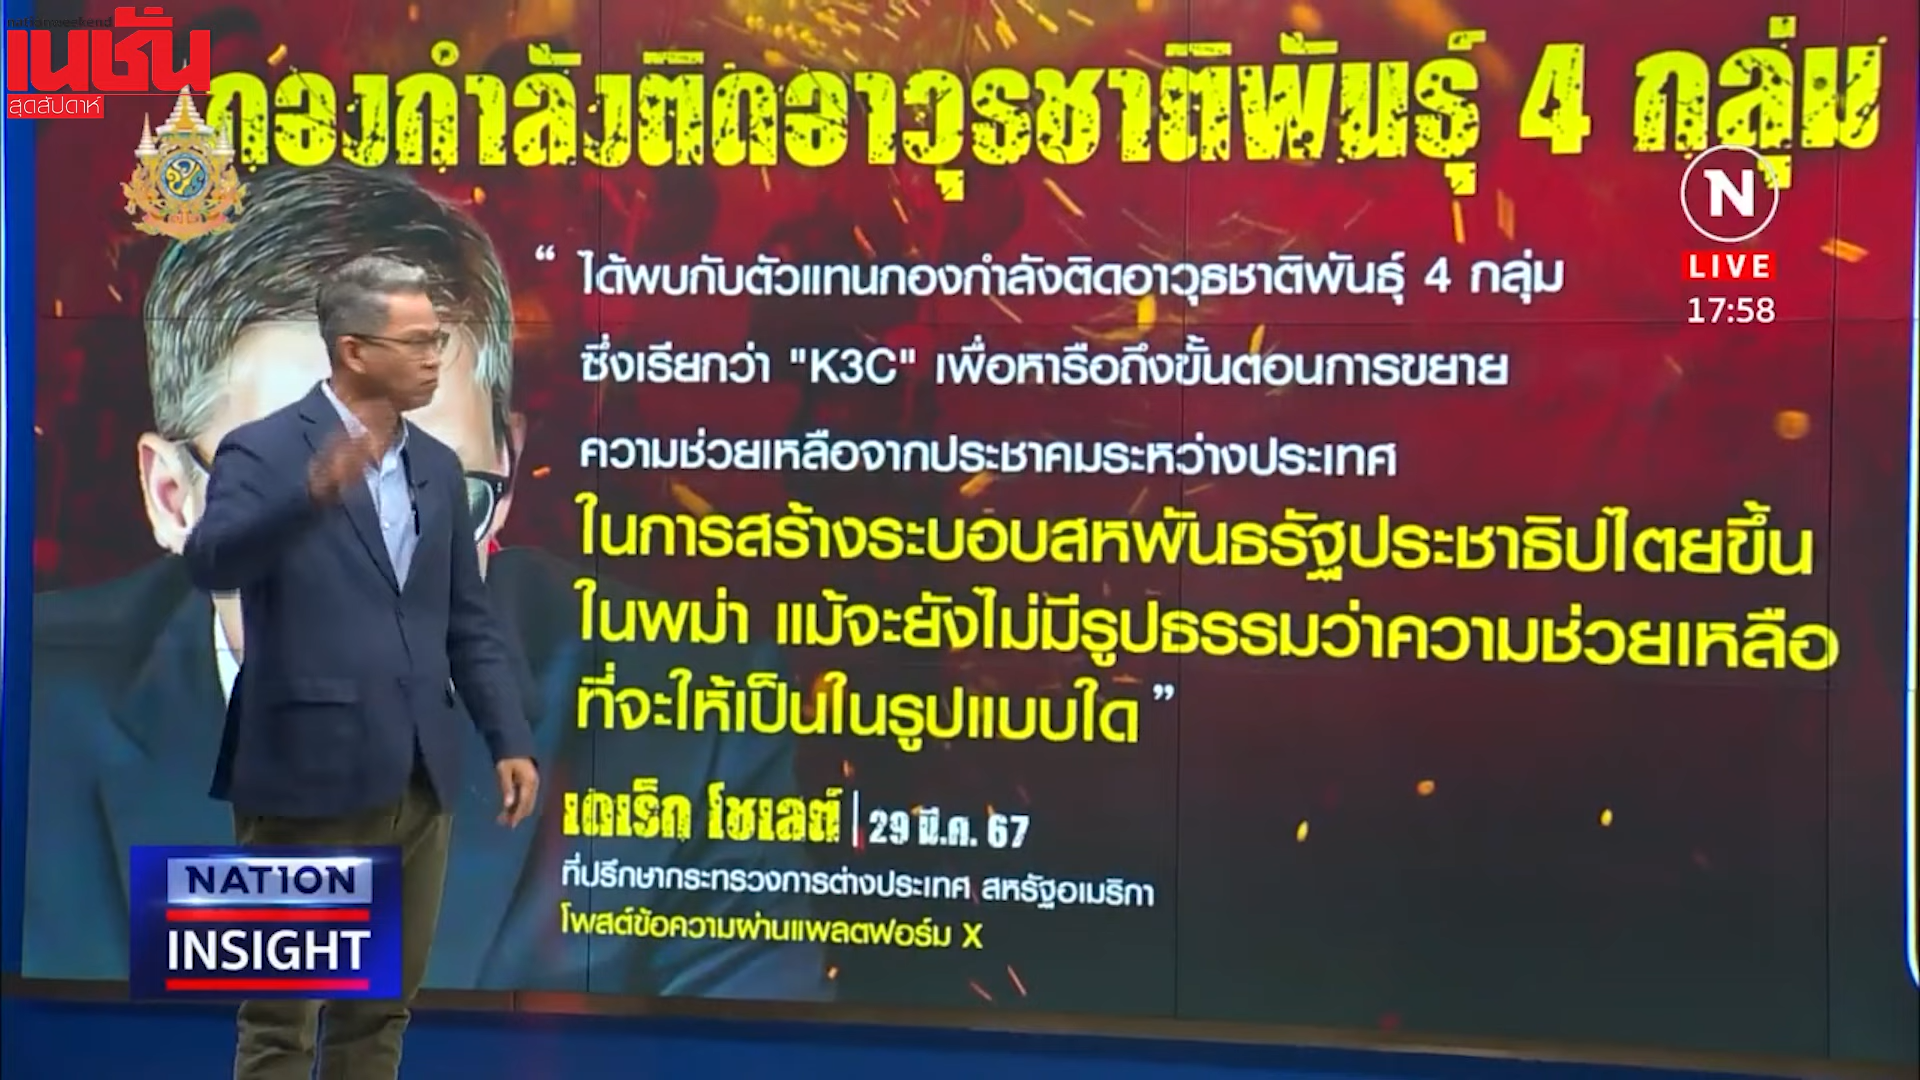 nationweekend
เนชั่น
สุดสัปดาห์
กองกำลังติดอาวุธชาติพันธุ์ 4 กลุ่ม
N
LIVE
17:58
“ ได้พบกับตัวแทนกองกำลังติดอาวุธชาติพันธุ์ 4 กลุ่ม
ซึ่งเรียกว่า "K3C" เพื่อหารือถึงขั้นตอนการขยาย
ความช่วยเหลือจากประชาคมระหว่างประเทศ
ในการสร้างระบอบสหพันธรัฐประชาธิปไตยขึ้น
ในพม่า แม้จะยังไม่มีรูปธรรมว่าความช่วยเหลือ
ที่จะให้เป็นในรูปแบบใด ”
เดเร็ก โชเลต์ | 29 มี.ค. 67
ที่ปรึกษากระทรวงการต่างประเทศ สหรัฐอเมริกา
โพสต์ข้อความผ่านแพลตฟอร์ม X
NATION
INSIGHT